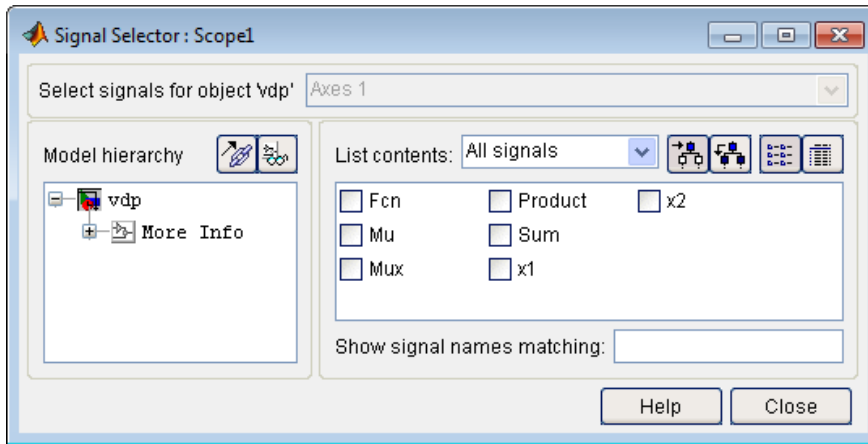 Signal Selector : Scope1
Select signals for object 'vdp' Axes 1
Model hierarchy
vdp
More Info
List contents: All signals
Fcn Product x2
Mu Sum
Mux x1
Show signal names matching:
Help Close